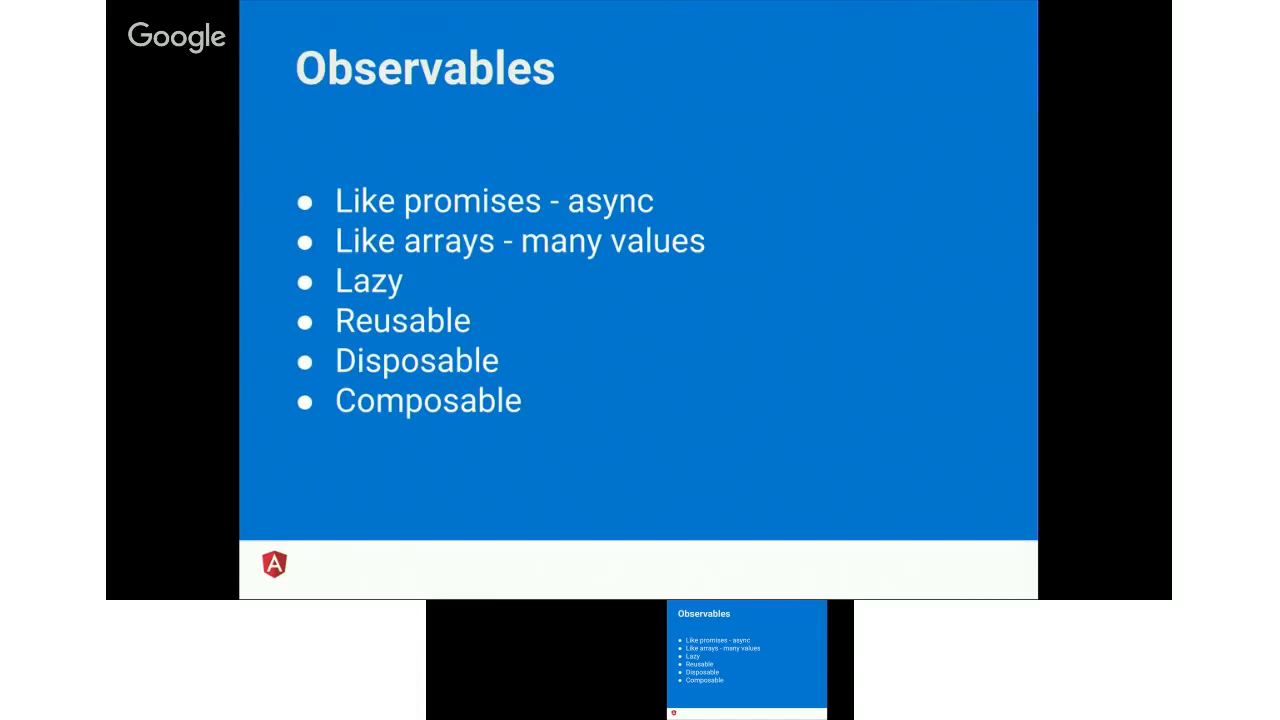 Google
Observables
● Like promises - async
● Like arrays - many values
● Lazy
● Reusable
● Disposable
● Composable
A
Observables
● Like promises - async
● Like arrays - many values
● Lazy
● Reusable
● Disposable
● Composable